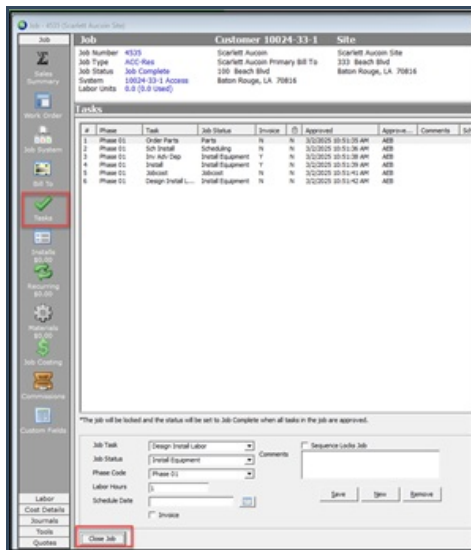 Job - 4535 (Scarlett Aucoin Site)
Job
Job Customer 10024-33-1 Site
Job Number 4535 Scarlett Aucoin Scarlett Aucoin Site
Job Type ACC-Res Scarlett Aucoin Primary Bill To 333 Beach Blvd
Job Status Job Complete 100 Beach Blvd Baton Rouge, LA 70816
System 10024-33-1 Access Baton Rouge, LA 70816
Labor Units 0.0 (0.0 Used)
Sales Summary
Work Order
Job System
Bill To
Tasks
Installs $0.00
Recurring $0.00
Materials $0.00
Job Costing
Commissions
Custom Fields
Tasks
# Phase Task Job Status Invoice Approved Approve... Comments Sch
1 Phase 01 Order Parts Parts N N 3/2/2025 10:51:35 AM AEB
2 Phase 01 Sch Install Scheduling N N 3/2/2025 10:51:36 AM AEB
3 Phase 01 Inv Adv Dep Install Equipment Y N 3/2/2025 10:51:38 AM AEB
4 Phase 01 Install Install Equipment Y N 3/2/2025 10:51:39 AM AEB
5 Phase 01 Jobcost Jobcost N N 3/2/2025 10:51:41 AM AEB
6 Phase 01 Design Install L... Install Equipment N N 3/2/2025 10:51:42 AM AEB
*The job will be locked and the status will be set to Job Complete when all tasks in the job are approved.
Job Task Design Install Labor Comments Sequence Locks Job
Job Status Install Equipment
Phase Code Phase 01
Labor Hours
Schedule Date
Invoice
Save New Remove
Labor
Cost Details
Journals
Tools
Quotes
Close Job